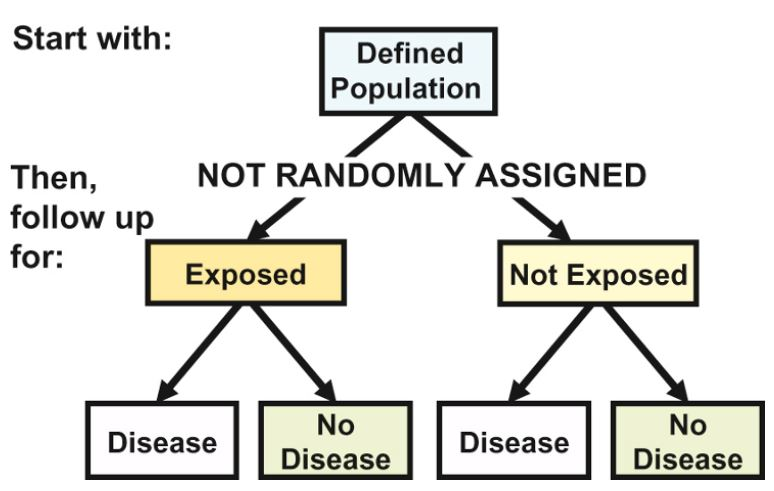 Start with:
Defined
Population
Then,
follow up
for:
NOT RANDOMLY ASSIGNED
Exposed
Not Exposed
Disease
No
Disease
Disease
No
Disease